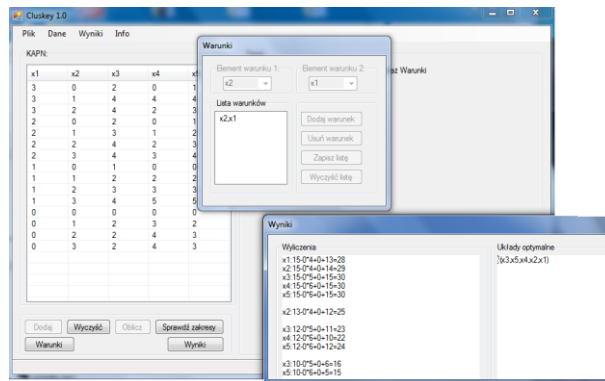 Cluskey 1.0
Plik Dane Wyniki Info
KAPN:
x1 x2 x3 x4
3 0 2 0 1
3 1 4 4 4
3 2 4 2 3
2 0 2 0 1
2 1 3 1 2
2 2 4 2 3
2 3 4 3 4
1 0 1 0 0
1 1 2 2 2
1 2 3 3 3
1 3 4 5 5
0 0 0 0 0
0 1 2 3 2
0 2 2 4 3
0 3 2 4 3
Dodaj Wyczyść Oblicz Sprawdź zakresy
Warunki Wyniki
Warunki
Warunki
Element warunku 1: Element warunku 2:
x2 x1
Lista warunków
x2,x1
Dodaj warunek
Usuń warunek
Zapisz listę
Wyczyść listę
Wyniki
Wyliczenia
x1:15-0*4+0+13=28
x2:15-0*4+0+14=29
x3:15-0*5+0+15=30
x4:15-0*6+0+15=30
x5:15-0*6+0+15=30
x2:13-0*4+0+12=25
x3:12-0*5+0+11=23
x4:12-0*6+0+10=22
x5:12-0*6+0+12=24
x3:10-0*5+0+6=16
x5:10-0*6+0+5=15
Układy optymalne
(x3,x5,x4,x2,x1)